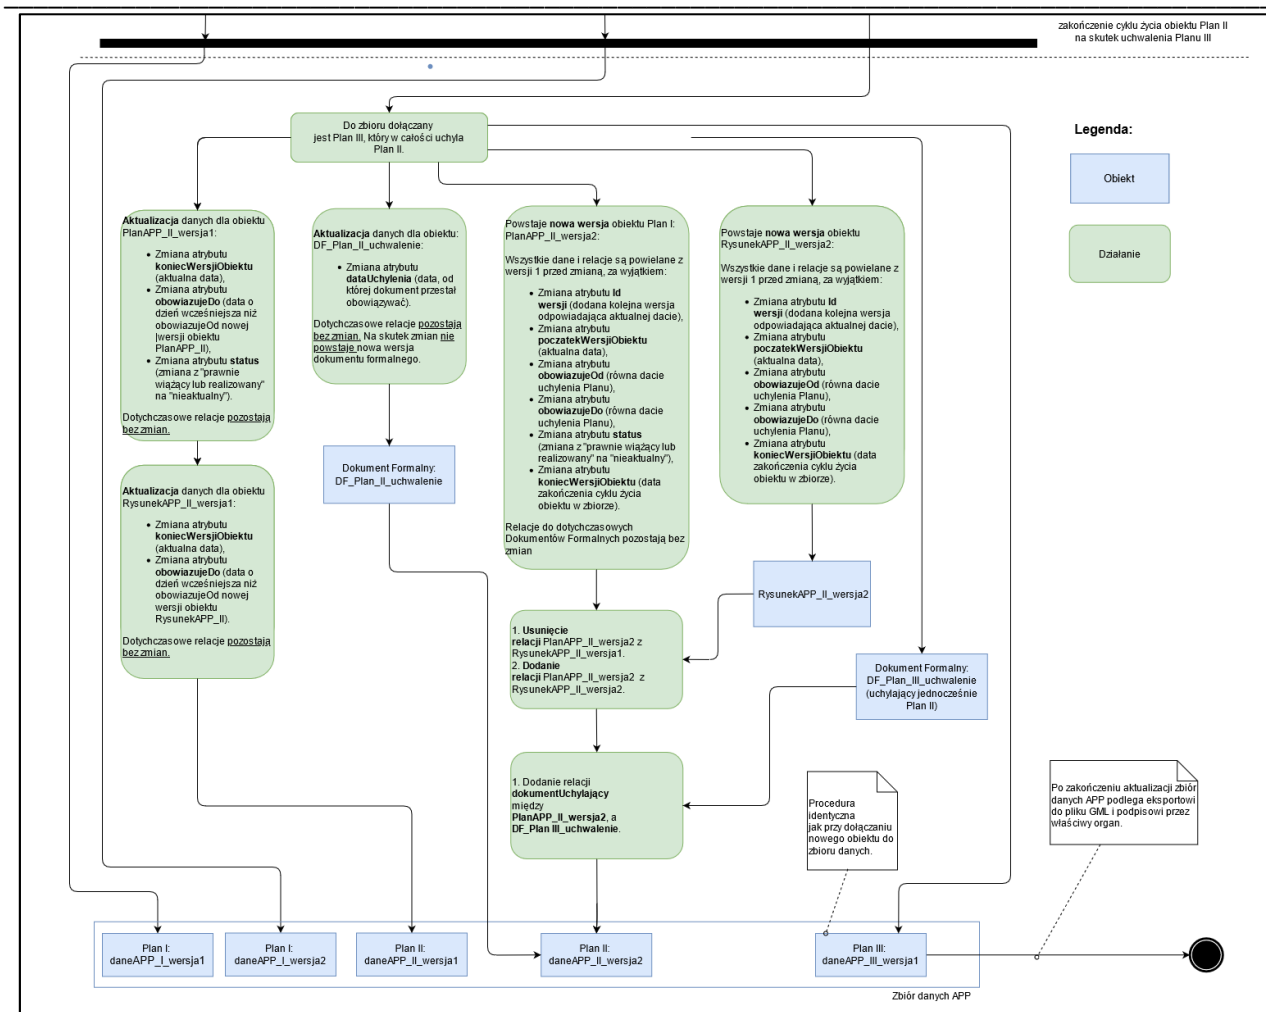 zakończenie cyklu życia obiektu Plan II
na skutek uchwalenia Planu III
Do zbioru dołączany
jest Plan III, który w całości uchyla
Plan II.
Legenda:
Obiekt
Działanie
Aktualizacja danych dla obiektu
PlanAPP_II_wersja1:
• Zmiana atrybutu
koniecWersjiObiektu
(aktualna data),
• Zmiana atrybutu
obowiazujeDo (data o
dzień wcześniejsza niż
obowiazujeOd nowej
|wersji obiektu
PlanAPP_II),
• Zmiana atrybutu status
(zmiana z "prawnie
wiążący lub realizowany"
na "nieaktualny").
Dotychczasowe relacje pozostają
bez zmian.
Aktualizacja danych dla obiektu:
DF_Plan_II_uchwalenie:
• Zmiana atrybutu
dataUchylenia (data, od
której dokument przestał
obowiązywać).
Dotychczasowe relacje pozostają
bez zmian. Na skutek zmian nie
powstaje nowa wersja
dokumentu formalnego.
Powstaje nowa wersja obiektu Plan I:
PlanAPP_II_wersja2:
Wszystkie dane i relacje są powielane z
wersji 1 przed zmianą, za wyjątkiem:
• Zmiana atrybutu Id
wersji (dodana kolejna wersja
odpowiadająca aktualnej dacie),
• Zmiana atrybutu
poczatekWersjiObiektu
(aktualna data),
• Zmiana atrybutu
obowiazujeOd (równa dacie
uchylenia Planu),
• Zmiana atrybutu
obowiazujeDo (równa dacie
uchylenia Planu),
• Zmiana atrybutu status
(zmiana z "prawnie wiążący lub
realizowany" na "nieaktualny"),
• Zmiana atrybutu
koniecWersjiObiektu (data
zakończenia cyklu życia
obiektu w zbiorze).
Relacje do dotychczasowych
Dokumentów Formalnych pozostają bez
zmian
Powstaje nowa wersja obiektu
RysunekAPP_II_wersja2:
Wszystkie dane i relacje są powielane z
wersji 1 przed zmianą, za wyjątkiem:
• Zmiana atrybutu Id
wersji (dodana kolejna wersja
odpowiadająca aktualnej dacie),
• Zmiana atrybutu
poczatekWersjiObiektu
(aktualna data),
• Zmiana atrybutu
obowiazujeOd (równa dacie
uchylenia Planu),
• Zmiana atrybutu
obowiazujeDo (równa dacie
uchylenia Planu),
• Zmiana atrybutu
koniecWersjiObiektu (data
zakończenia cyklu życia
obiektu w zbiorze).
Dokument Formalny:
DF_Plan_II_uchwalenie
Aktualizacja danych dla obiektu
RysunekAPP_II_wersja1:
• Zmiana atrybutu
koniecWersjiObiektu
(aktualna data),
• Zmiana atrybutu
obowiazujeDo (data o
dzień wcześniejsza niż
obowiazujeOd nowej
wersji obiektu
RysunekAPP_II).
Dotychczasowe relacje pozostają
bez zmian.
RysunekAPP_II_wersja2
1. Usunięcie
relacji PlanAPP_II_wersja2 z
RysunekAPP_II_wersja1.
2. Dodanie
relacji PlanAPP_II_wersja2 z
RysunekAPP_II_wersja2.
Dokument Formalny:
DF_Plan_III_uchwalenie
(uchylający jednocześnie
Plan II)
1. Dodanie relacji
dokumentUchylający
między
PlanAPP_II_wersja2, a
DF_Plan III_uchwalenie.
Procedura
identyczna
jak przy dołączaniu
nowego obiektu do
zbioru danych.
Po zakończeniu aktualizacji zbiór
danych APP podlega eksportowi
do pliku GML i podpisowi przez
właściwy organ.
Plan I:
daneAPP_I_wersja1
Plan I:
daneAPP_I_wersja2
Plan II:
daneAPP_II_wersja1
Plan II:
daneAPP_II_wersja2
Plan III:
daneAPP_III_wersja1
Zbiór danych APP